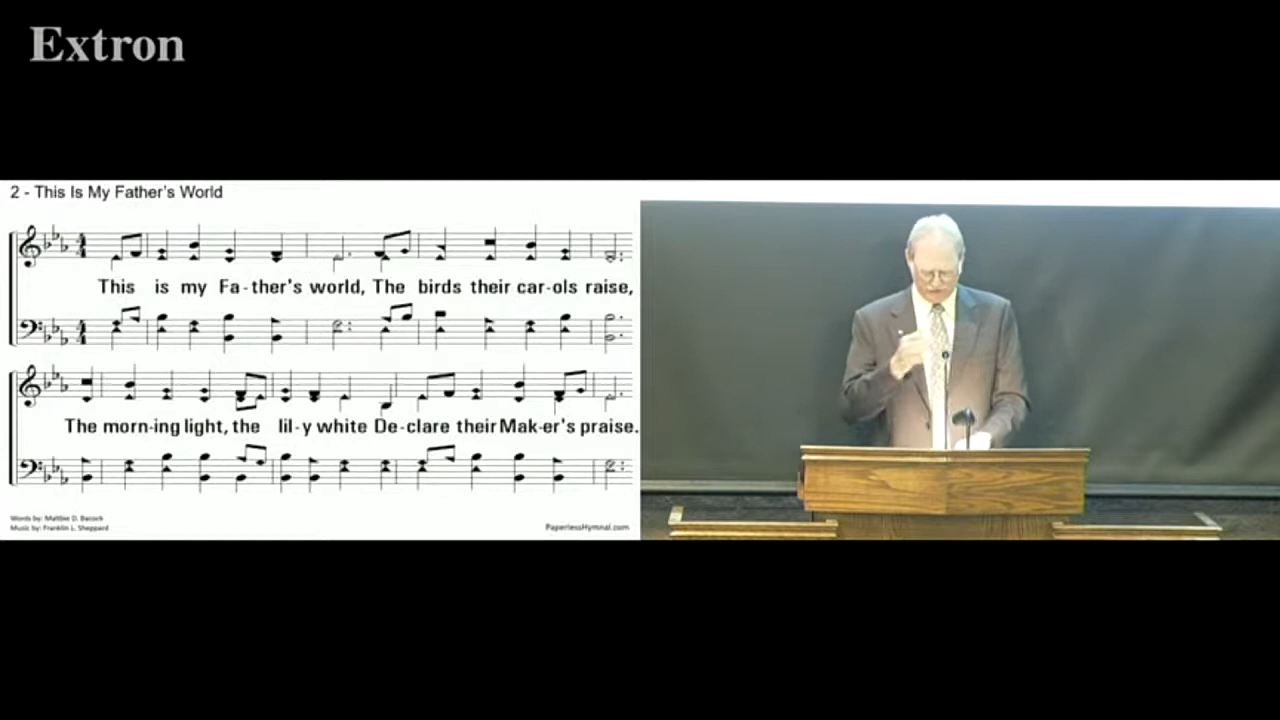 Extron
2 - This Is My Father's World
This is my Fa-ther's world, The birds their car-ols raise,
The morn-ing light, the lil-y white De-clare their Mak-er's praise.
Words by: Maltbie D. Bacock
Music by: Franklin L. Sheppard
PaperlessHymnal.com